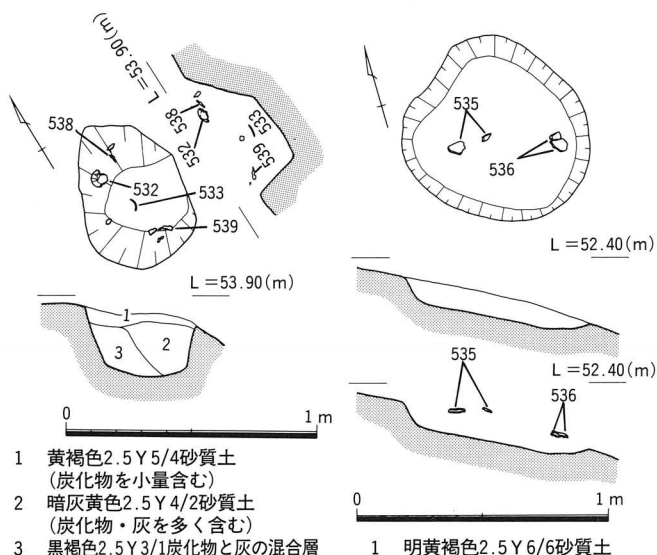 L=53.90(m)
538
532
533
539
538
532
533
539
L=53.90(m)
1
2
3
0
1 m
1 黄褐色2.5Y5/4砂質土
(炭化物を小量含む)
2 暗灰黄色2.5Y4/2砂質土
(炭化物・灰を多く含む)
3 黒褐色2.5Y3/1炭化物と灰の混合層
535
536
L=52.40(m)
L=52.40(m)
535
536
0
1 m
1 明黄褐色2.5Y6/6砂質土